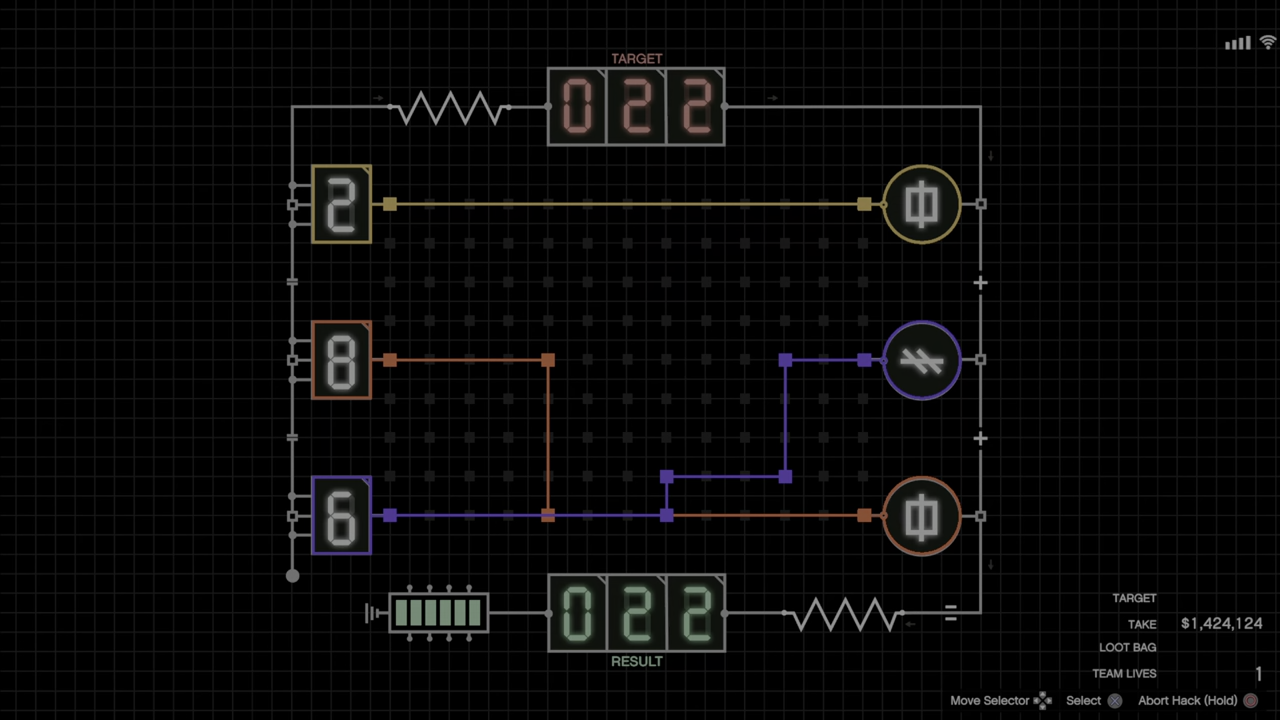 TARGET
022
2
8
6
022
RESULT
TARGET
TAKE $1,424,124
LOOT BAG
TEAM LIVES 1
Move Selector Select Abort Hack (Hold)